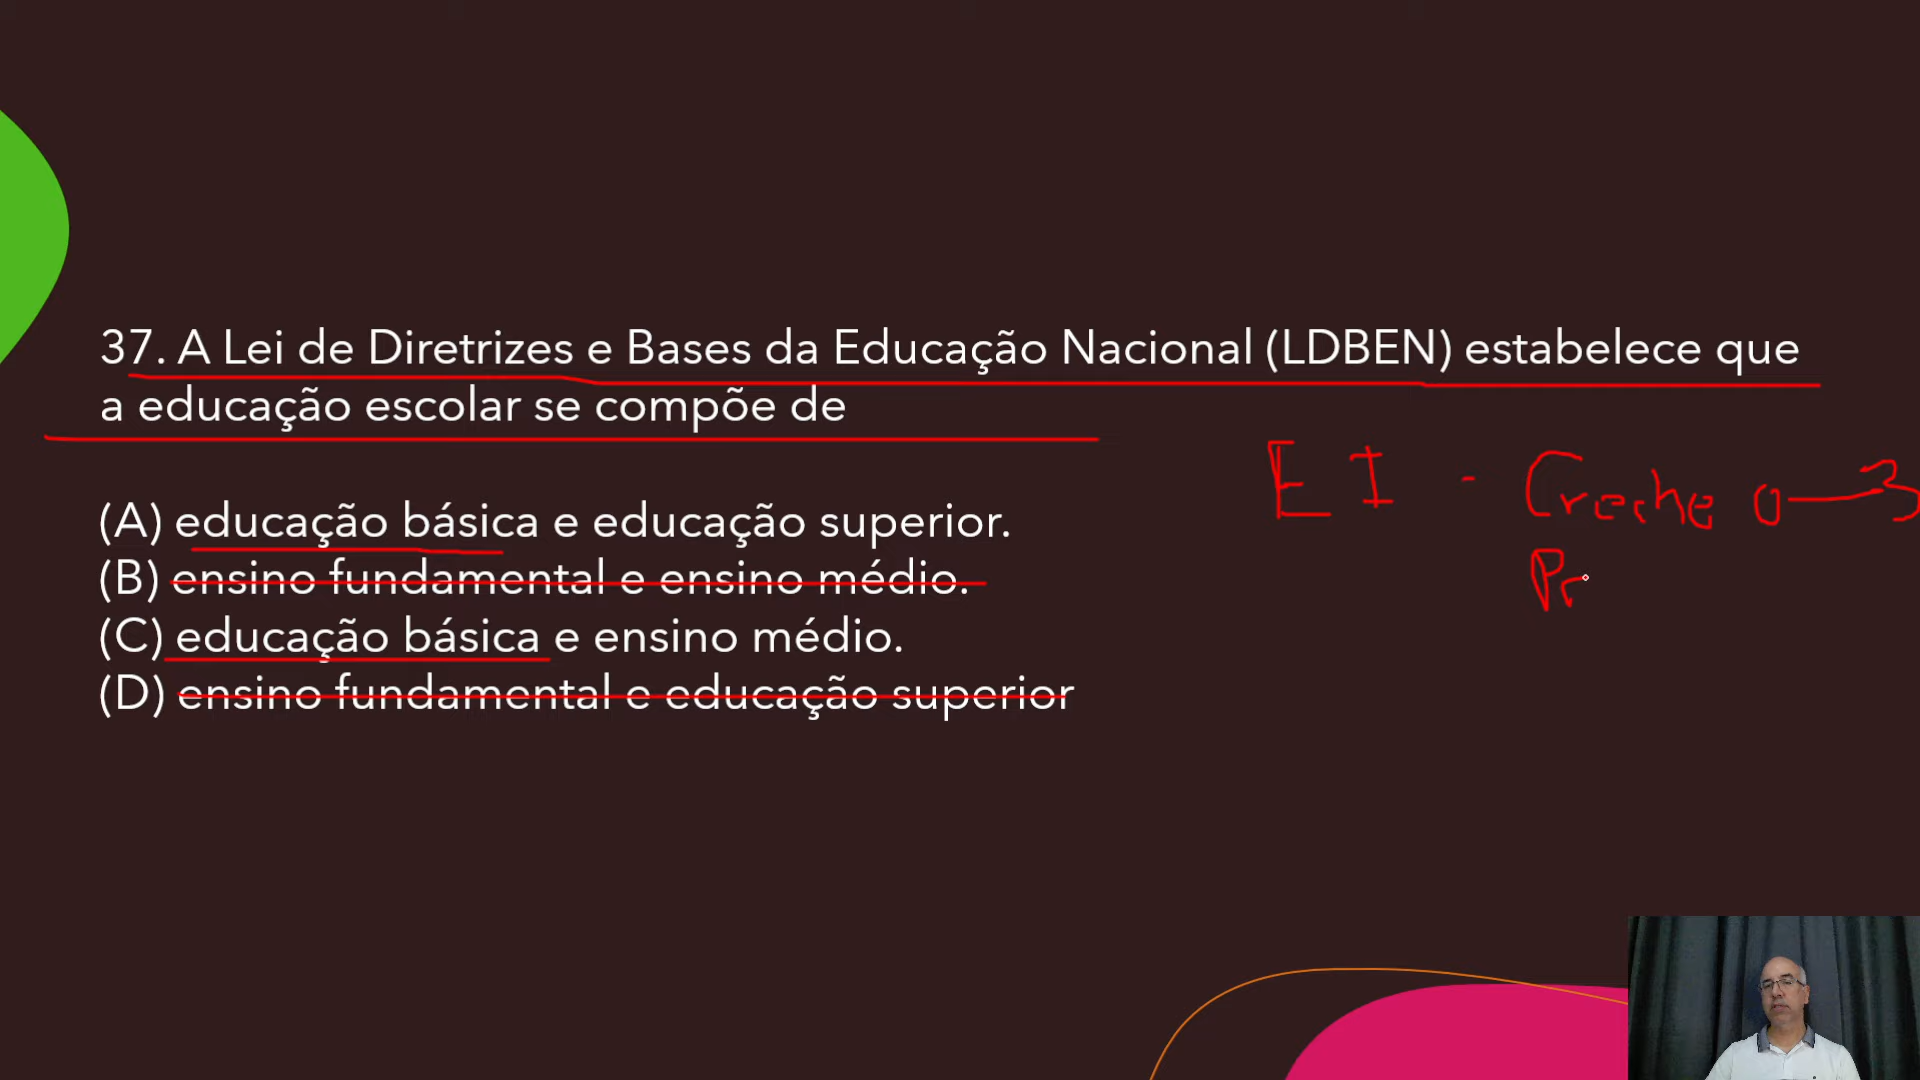 37. A Lei de Diretrizes e Bases da Educação Nacional (LDBEN) estabelece que
a educação escolar se compõe de
(A) educação básica e educação superior.
(B) ensino fundamental e ensino médio.
(C) educação básica e ensino médio.
(D) ensino fundamental e educação superior
EI - Creche 0 → 3
Pr